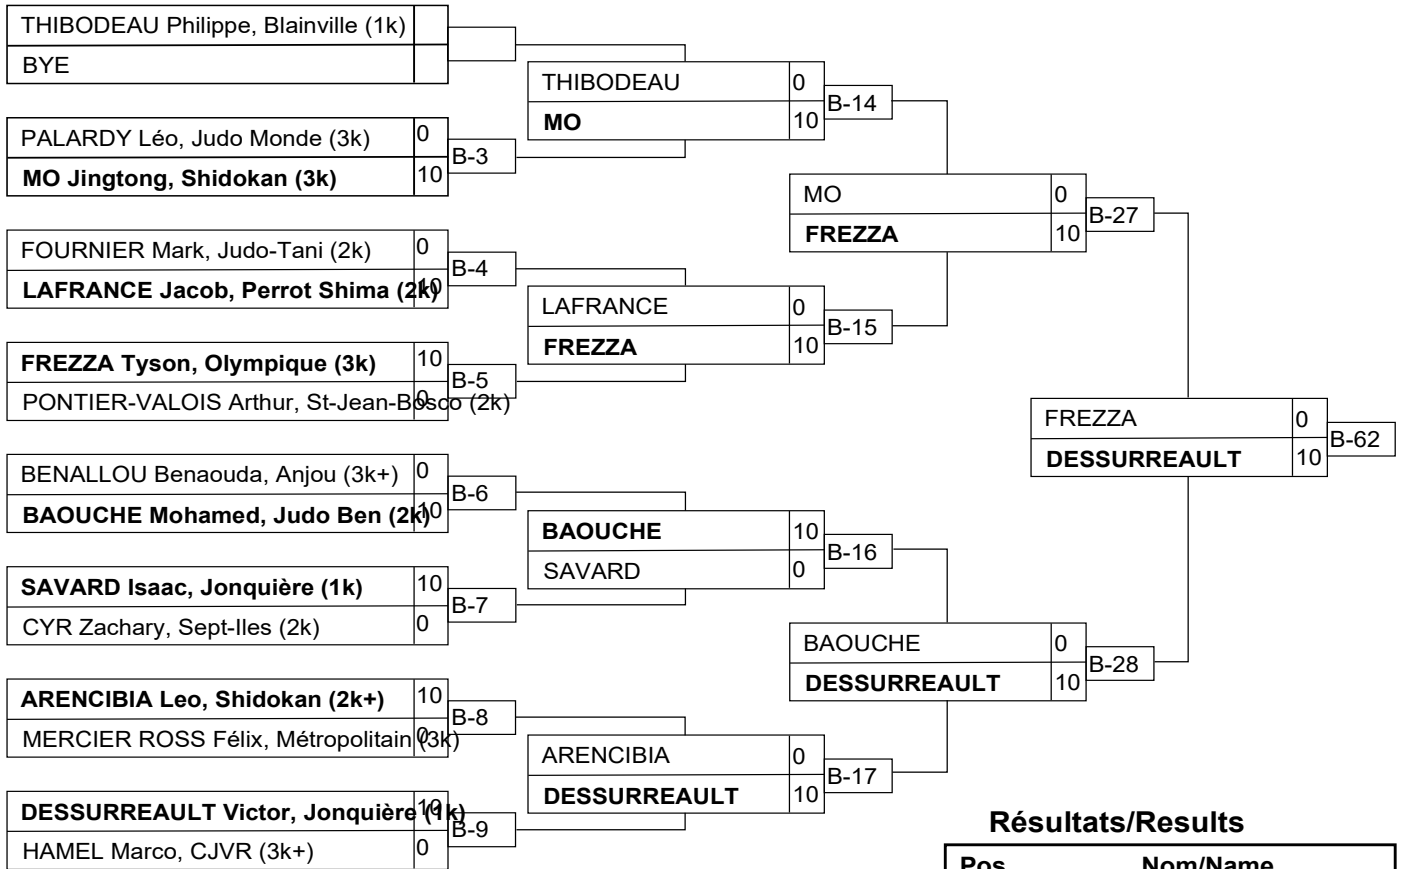 THIBODEAU Philippe, Blainville (1k)
BYE
PALARDY Léo, Judo Monde (3k) 0
MO Jingtong, Shidokan (3k) 10
B-3
FOURNIER Mark, Judo-Tani (2k) 0
LAFRANCE Jacob, Perrot Shima (2k) 10
B-4
FREZZA Tyson, Olympique (3k) 10
PONTIER-VALOIS Arthur, St-Jean-Bosco (2k) 0
B-5
BENALLOU Benaouda, Anjou (3k+) 0
BAOUCHE Mohamed, Judo Ben (2k) 10
B-6
SAVARD Isaac, Jonquière (1k) 10
CYR Zachary, Sept-Iles (2k) 0
B-7
ARENCIBIA Leo, Shidokan (2k+) 10
MERCIER ROSS Félix, Métropolitain (3k) 0
B-8
DESSURREAULT Victor, Jonquière (1k) 10
HAMEL Marco, CJVR (3k+) 0
B-9
THIBODEAU 0
MO 10
B-14
LAFRANCE 0
FREZZA 10
B-15
BAOUCHE 10
SAVARD 0
B-16
ARENCIBIA 0
DESSURREAULT 10
B-17
MO 0
FREZZA 10
B-27
BAOUCHE 0
DESSURREAULT 10
B-28
FREZZA 0
DESSURREAULT 10
B-62
Résultats/Results
Pos Nom/Name